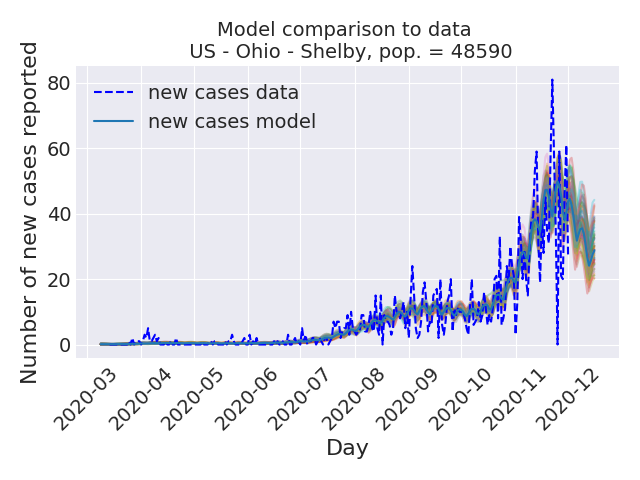 Model comparison to data
US - Ohio - Shelby, pop. = 48590
Number of new cases reported
80
60
40
20
0
new cases data
new cases model
2020-03
2020-04
2020-05
2020-06
2020-07
2020-08
2020-09
2020-10
2020-11
2020-12
Day